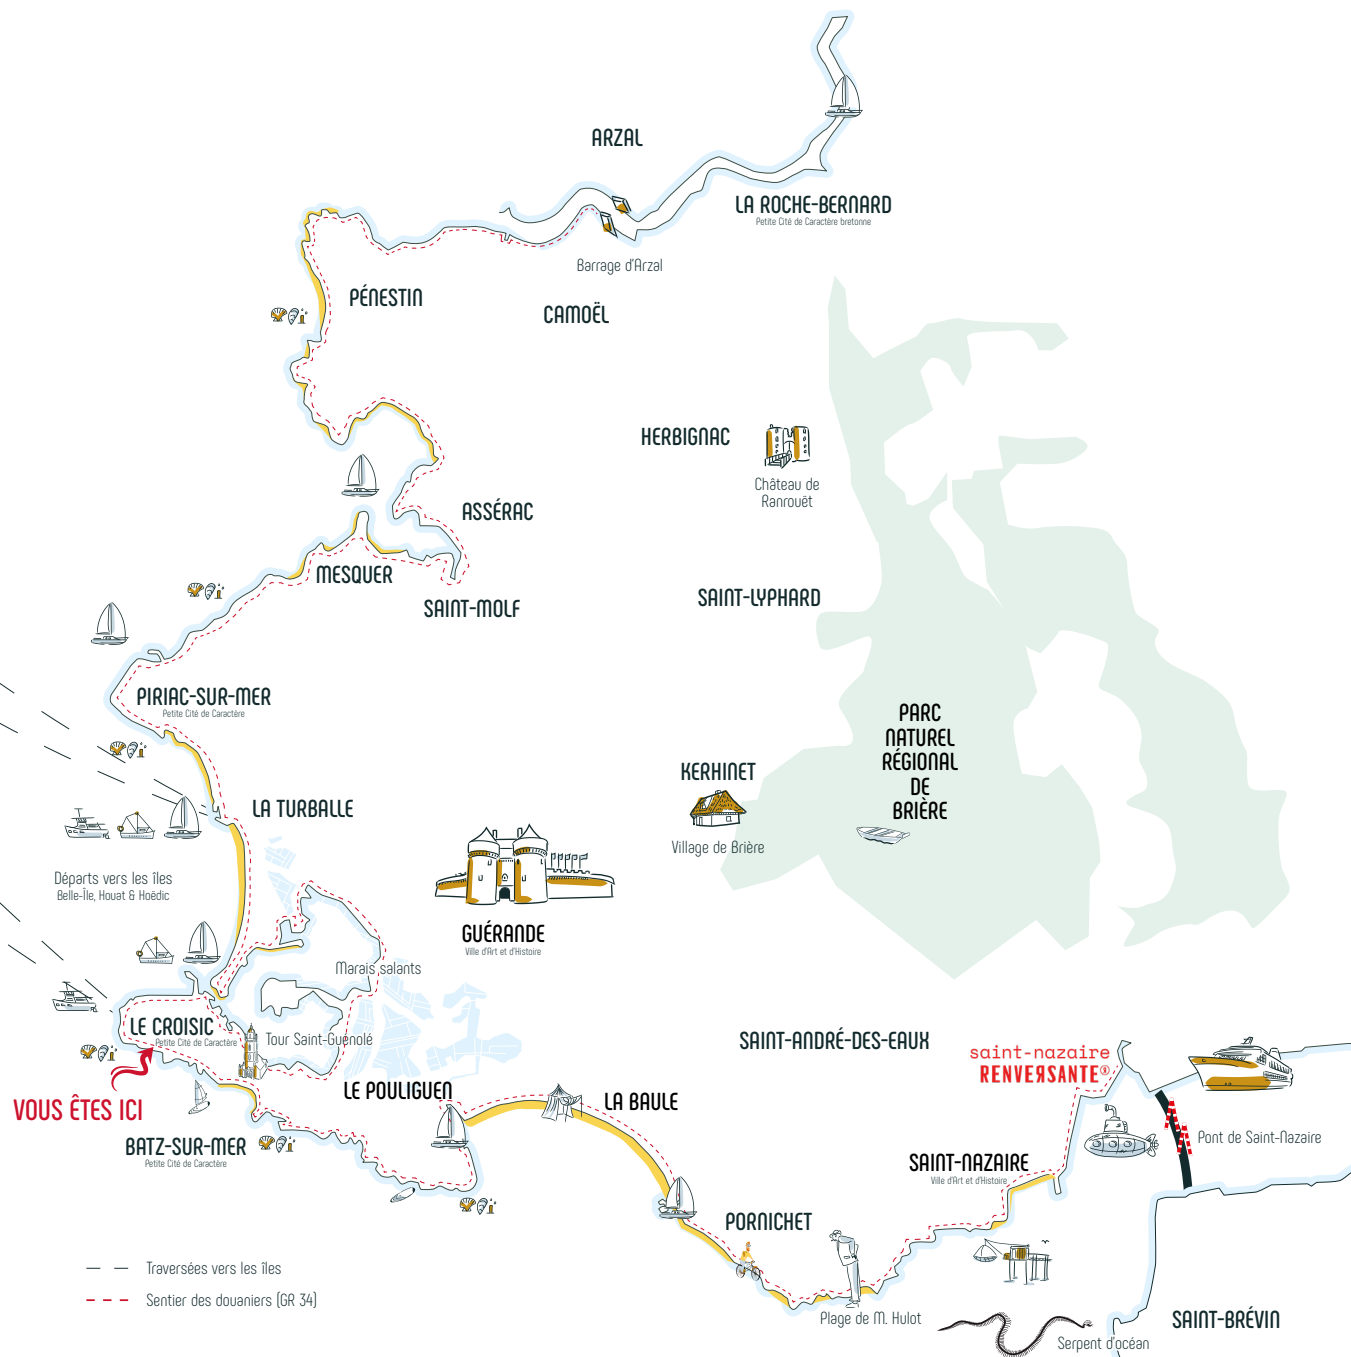 ARZAL
LA ROCHE-BERNARD
Petite Cité de Caractère bretonne
Barrage d'Arzal
PÉNESTIN
CAMOËL
HERBIGNAC
Château de
Ranrouët
ASSÉRAC
MESQUER
SAINT-MOLF
SAINT-LYPHARD
PIRIAC-SUR-MER
Petite Cité de Caractère
PARC
NATUREL
RÉGIONAL
DE
BRIÈRE
KERHINET
Village de Brière
LA TURBALLE
Départs vers les îles
Belle-Île, Houat & Hoëdic
GUÉRANDE
Ville d'Art et d'Histoire
Marais salants
LE CROISIC
Petite Cité de Caractère
Tour Saint-Guénolé
SAINT-ANDRÉ-DES-EAUX
saint-nazaire
RENVERSANTE®
VOUS ÊTES ICI
LE POULIGUEN
LA BAULE
Pont de Saint-Nazaire
BATZ-SUR-MER
Petite Cité de Caractère
SAINT-NAZAIRE
Ville d'Art et d'Histoire
PORNICHET
Traversées vers les îles
Sentier des douaniers (GR 34)
Plage de M. Hulot
SAINT-BRÉVIN
Serpent d'océan